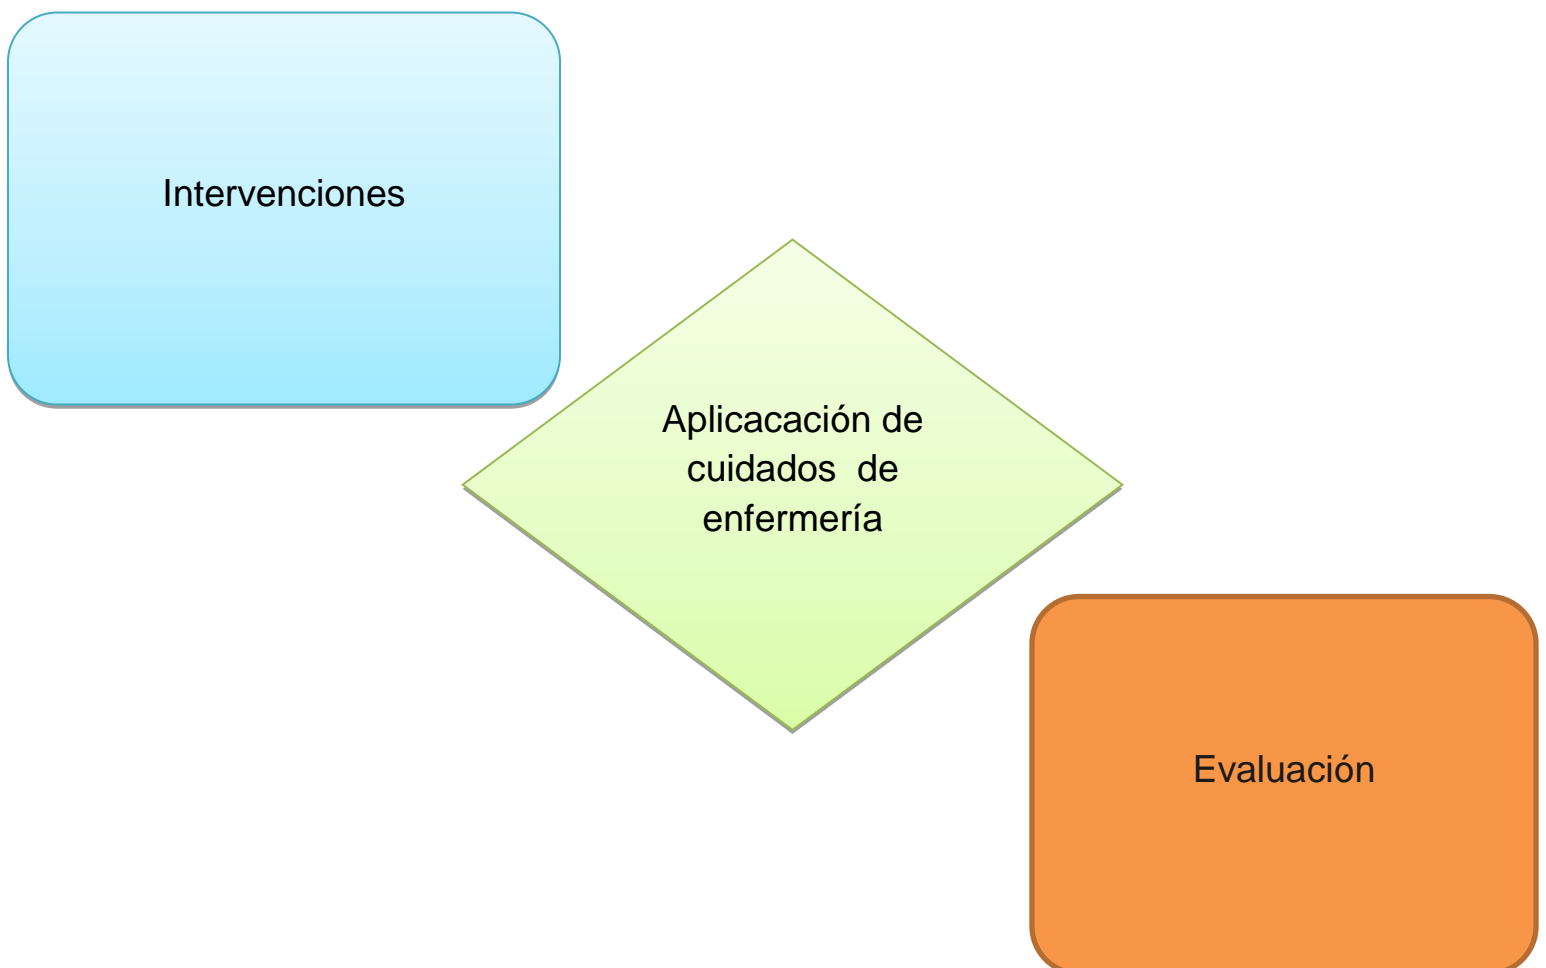 Intervenciones
Aplicacación de
cuidados  de
enfermería
Evaluación